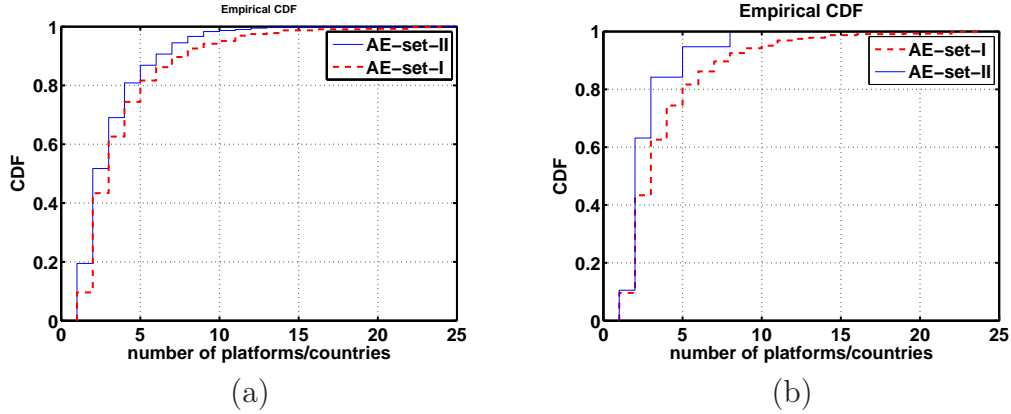 Empirical CDF
1
0.8
0.6
0.4
0.2
0
CDF
0 5 10 15 20 25
number of platforms/countries
AE-set-II
AE-set-I
(a)
Empirical CDF
1
0.8
0.6
0.4
0.2
0
CDF
0 5 10 15 20 25
number of platforms/countries
AE-set-I
AE-set-II
(b)